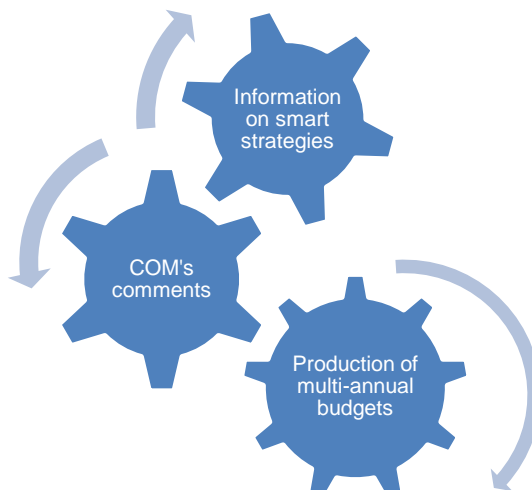 Information
on smart
strategies
COM's
comments
Production of
multi-annual
budgets